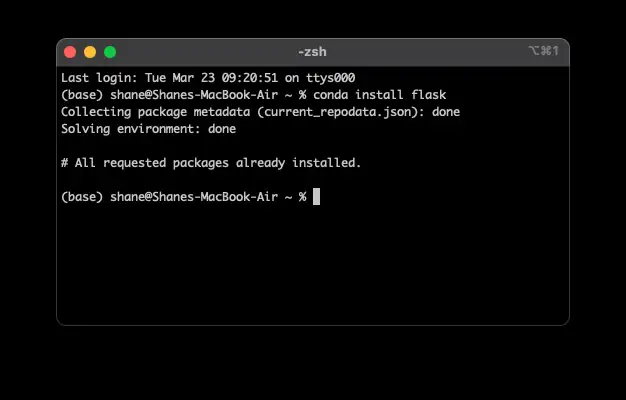 -zsh
⌥⌘1
Last login: Tue Mar 23 09:20:51 on ttys000
(base) shane@Shanes-MacBook-Air ~ % conda install flask
Collecting package metadata (current_repodata.json): done
Solving environment: done
# All requested packages already installed.
(base) shane@Shanes-MacBook-Air ~ %